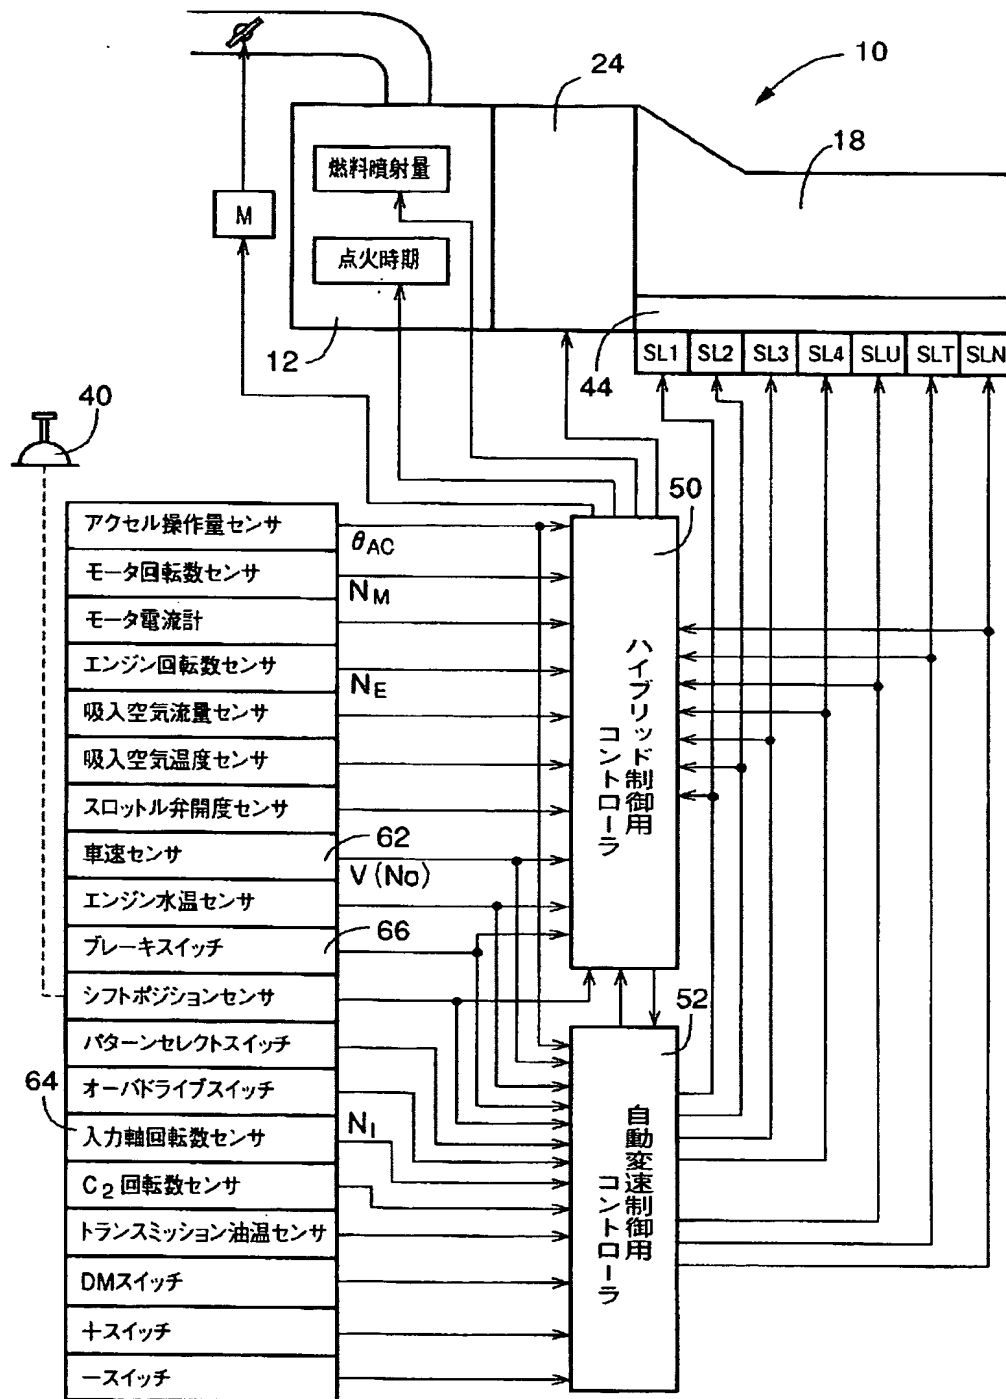 10
24
18
燃料噴射量
M
点火時期
12
44
SL1 SL2 SL3 SL4 SLU SLT SLN
40
50
アクセル操作量センサ
θAC
モータ回転数センサ
NM
モータ電流計
エンジン回転数センサ
NE
吸入空気流量センサ
吸入空気温度センサ
スロットル弁開度センサ
車速センサ
62
V(No)
エンジン水温センサ
ブレーキスイッチ
66
シフトポジションセンサ
パターンセレクトスイッチ
オーバドライブスイッチ
64
入力軸回転数センサ
NI
C2回転数センサ
トランスミッション油温センサ
DMスイッチ
+スイッチ
−スイッチ
ハイブリッド制御用
コントローラ
52
自動変速制御用
コントローラ